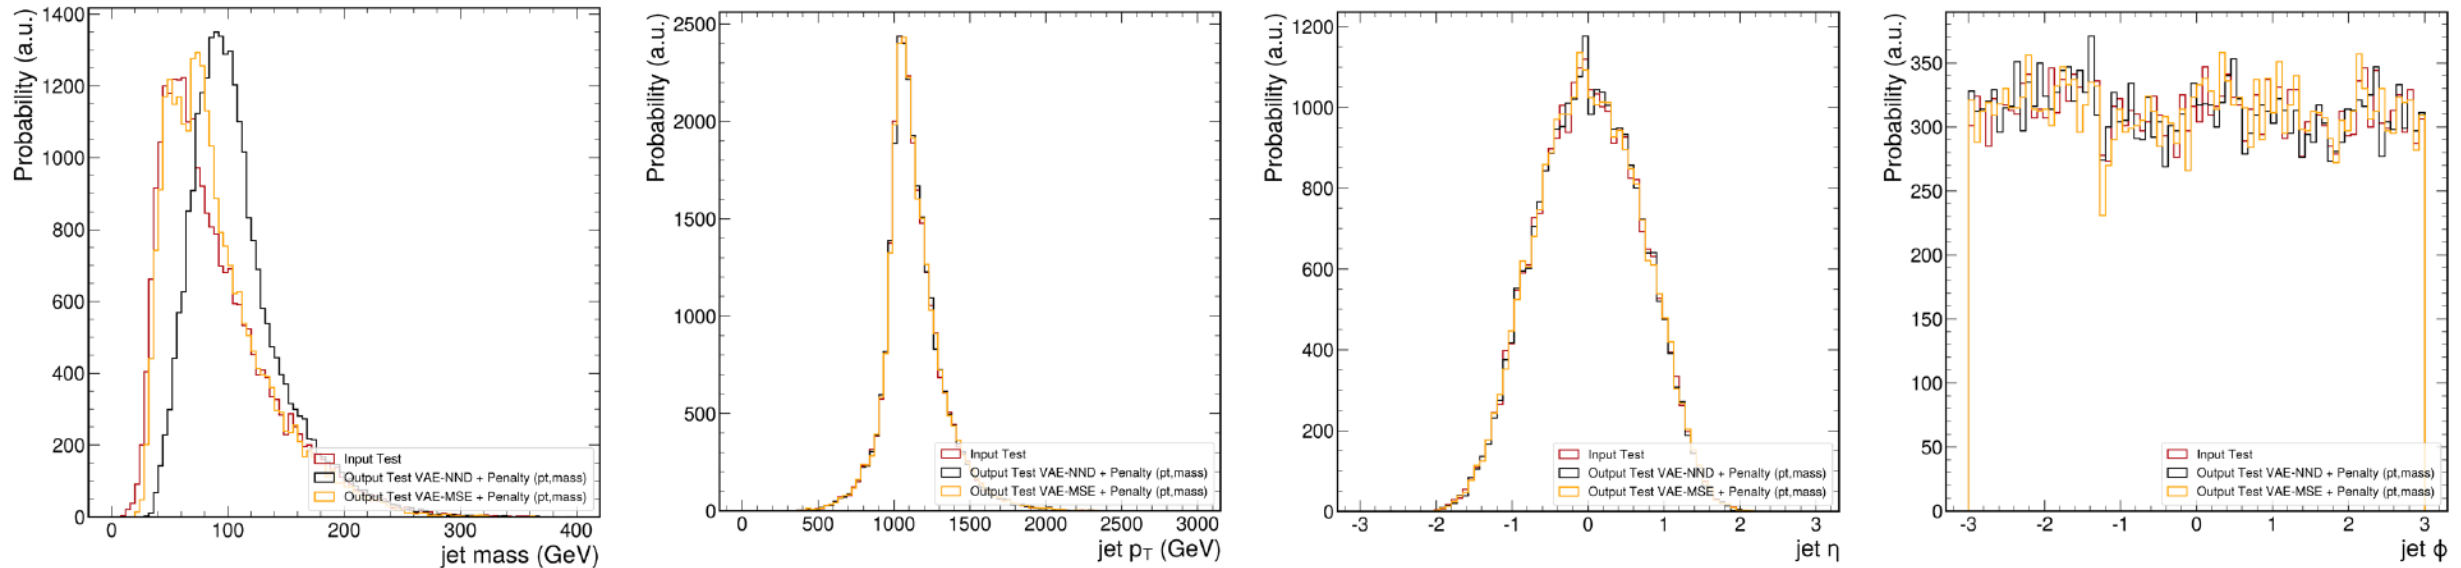 Probability (a.u.)
1400
1200
1000
800
600
400
200
0
0 100 200 300 400
jet mass (GeV)
Input Test
Output Test VAE-NND + Penalty (pt,mass)
Output Test VAE-MSE + Penalty (pt,mass)
Probability (a.u.)
2500
2000
1500
1000
500
0
0 500 1000 1500 2000 2500 3000
jet pT (GeV)
Input Test
Output Test VAE-NND + Penalty (pt,mass)
Output Test VAE-MSE + Penalty (pt,mass)
Probability (a.u.)
1200
1000
800
600
400
200
0
-3 -2 -1 0 1 2 3
jet η
Input Test
Output Test VAE-NND + Penalty (pt,mass)
Output Test VAE-MSE + Penalty (pt,mass)
Probability (a.u.)
350
300
250
200
150
100
50
0
-3 -2 -1 0 1 2 3
jet ϕ
Input Test
Output Test VAE-NND + Penalty (pt,mass)
Output Test VAE-MSE + Penalty (pt,mass)